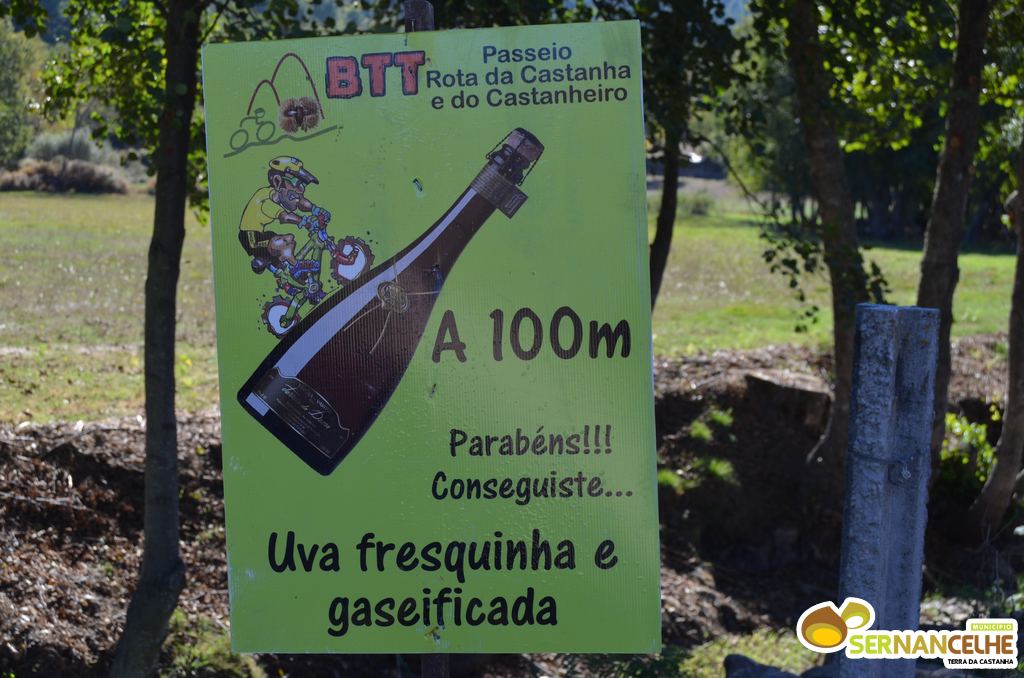 BTT
Passeio
Rota da Castanha
e do Castanheiro
A 100m
Parabéns!!!
Conseguiste...
Uva fresquinha e
gaseificada
MUNICÍPIO
SERNANCELHE
TERRA DA CASTANHA